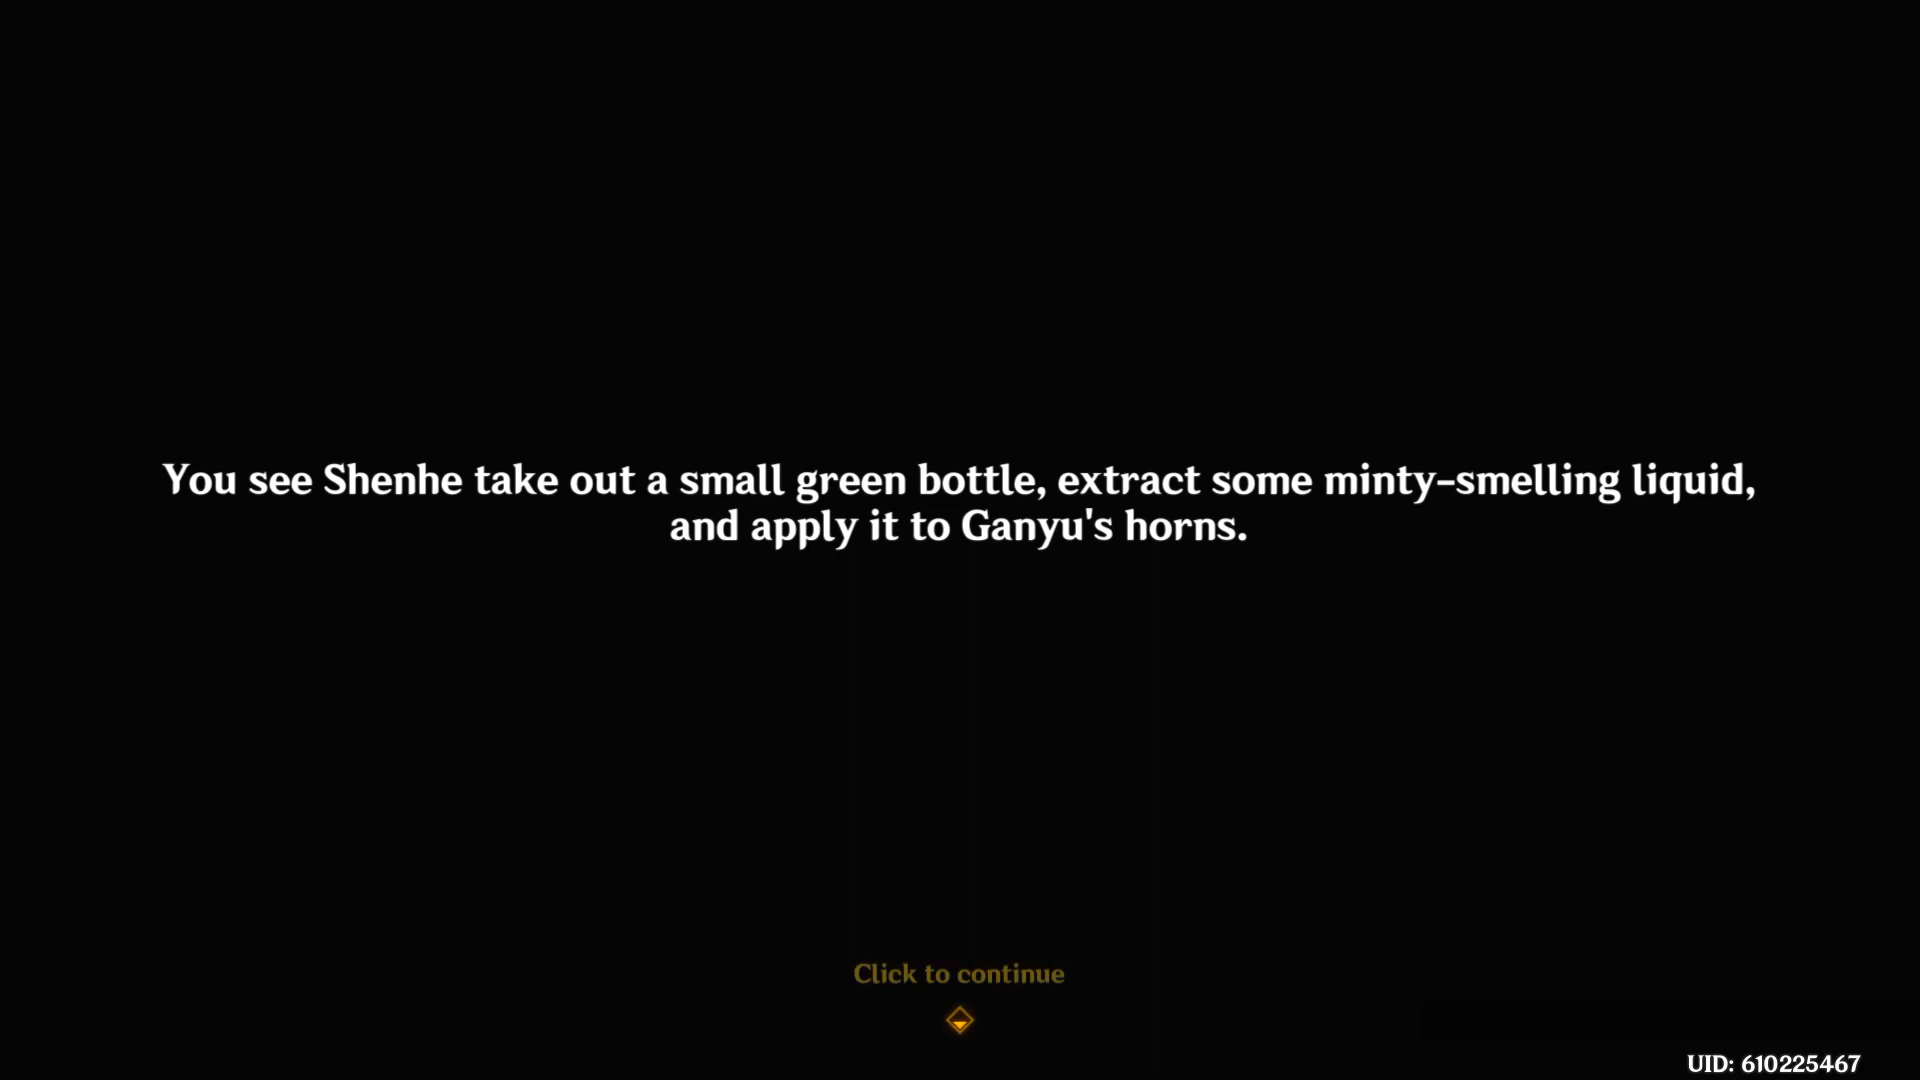 You see Shenhe take out a small green bottle, extract some minty-smelling liquid,
and apply it to Ganyu's horns.
Click to continue
UID: 610225467